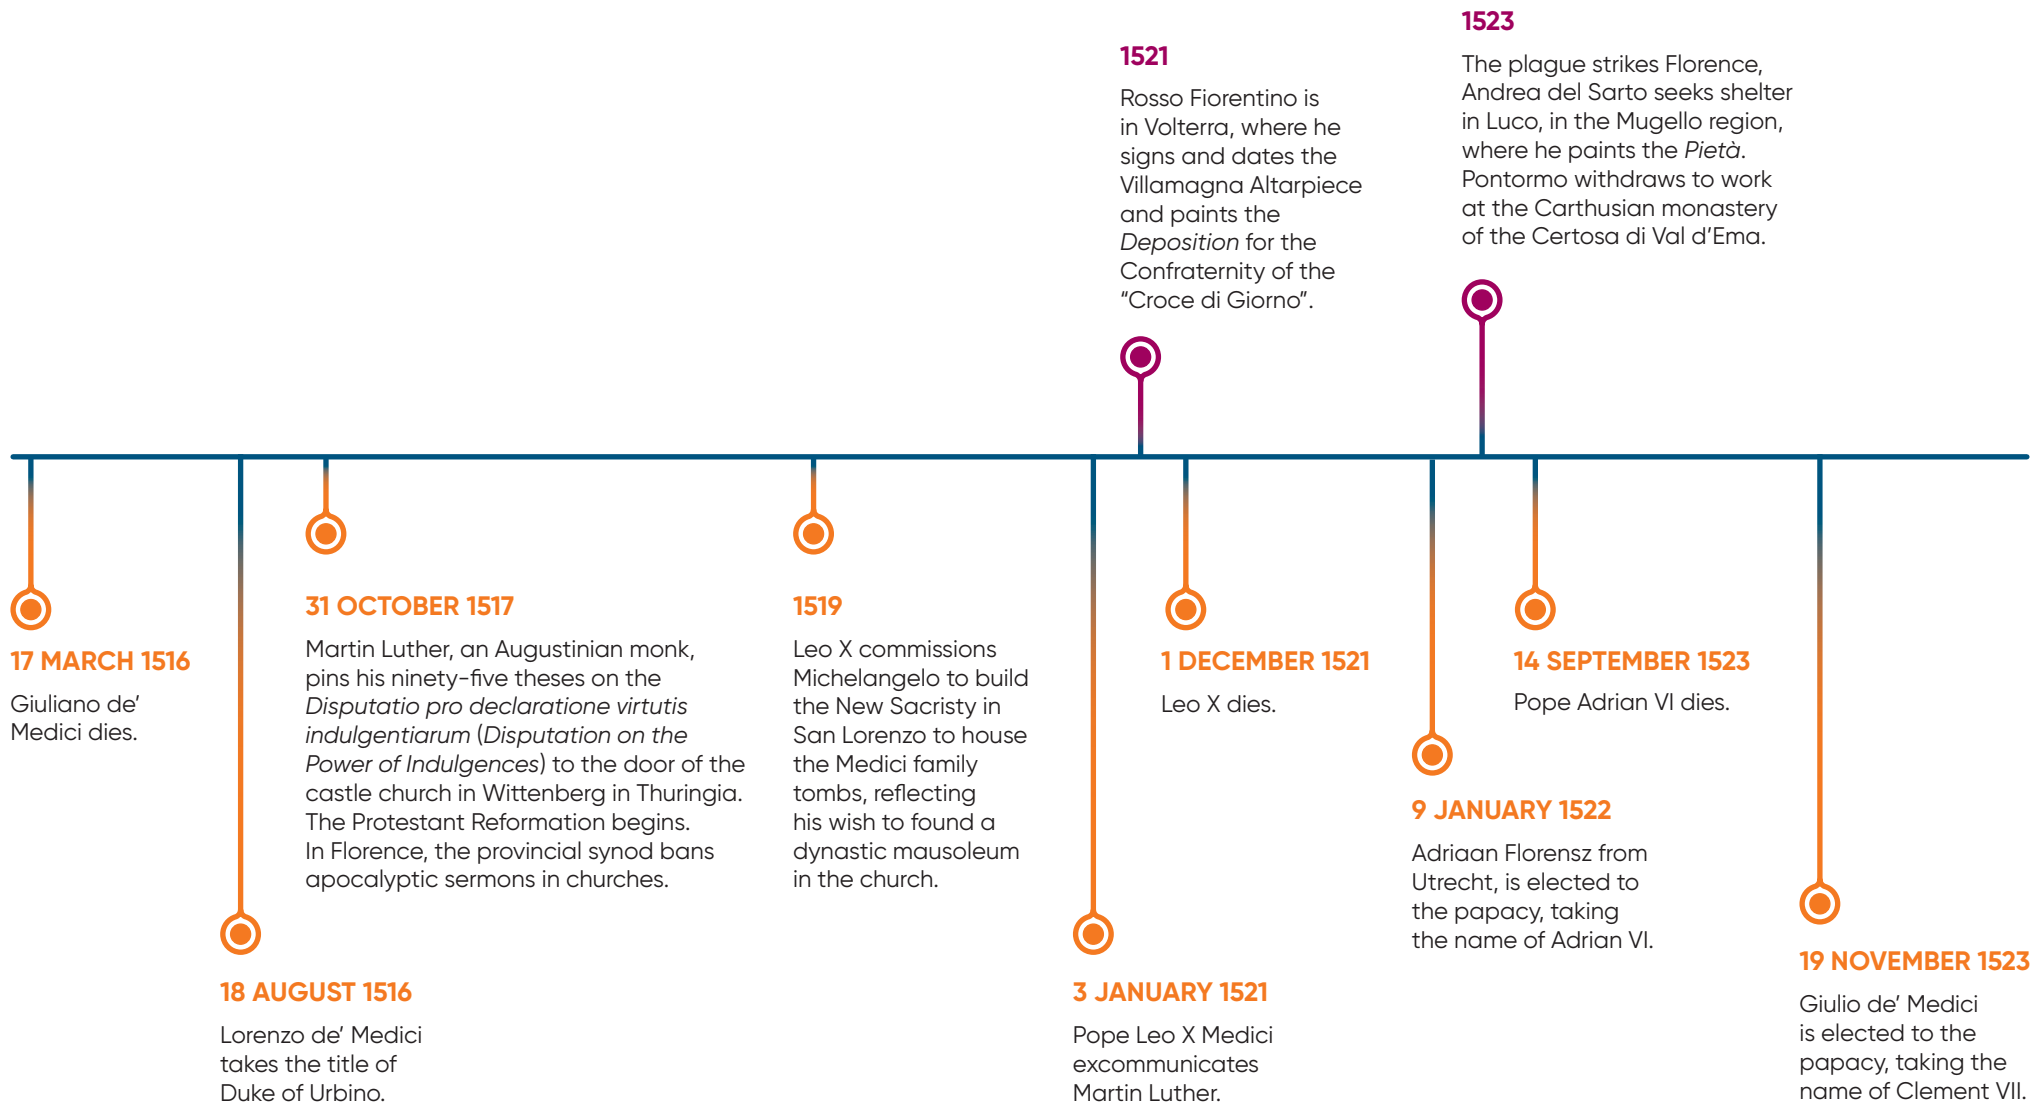 1521
Rosso Fiorentino is
in Volterra, where he
signs and dates the
Villamagna Altarpiece
and paints the
Deposition for the
Confraternity of the
“Croce di Giorno”.
1523
The plague strikes Florence,
Andrea del Sarto seeks shelter
in Luco, in the Mugello region,
where he paints the Pietà.
Pontormo withdraws to work
at the Carthusian monastery
of the Certosa di Val d’Ema.
17 MARCH 1516
Giuliano de’
Medici dies.
18 AUGUST 1516
Lorenzo de’ Medici
takes the title of
Duke of Urbino.
31 OCTOBER 1517
Martin Luther, an Augustinian monk,
pins his ninety-five theses on the
Disputatio pro declaratione virtutis
indulgentiarum (Disputation on the
Power of Indulgences) to the door of the
castle church in Wittenberg in Thuringia.
The Protestant Reformation begins.
In Florence, the provincial synod bans
apocalyptic sermons in churches.
1519
Leo X commissions
Michelangelo to build
the New Sacristy in
San Lorenzo to house
the Medici family
tombs, reflecting
his wish to found a
dynastic mausoleum
in the church.
3 JANUARY 1521
Pope Leo X Medici
excommunicates
Martin Luther.
1 DECEMBER 1521
Leo X dies.
9 JANUARY 1522
Adriaan Florensz from
Utrecht, is elected to
the papacy, taking
the name of Adrian VI.
14 SEPTEMBER 1523
Pope Adrian VI dies.
19 NOVEMBER 1523
Giulio de’ Medici
is elected to the
papacy, taking the
name of Clement VII.